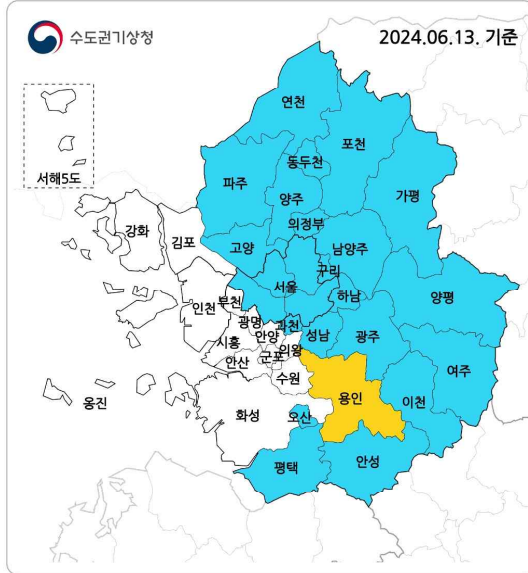 수도권기상청
2024.06.13. 기준
서해5도
연천
포천
동두천
파주
양주
가평
의정부
강화
김포
고양
남양주
구리
서울
하남
양평
인천
부천
광명
과천
성남
광주
시흥
안양
의왕
안산
군포
수원
여주
용인
이천
옹진
화성
오산
평택
안성